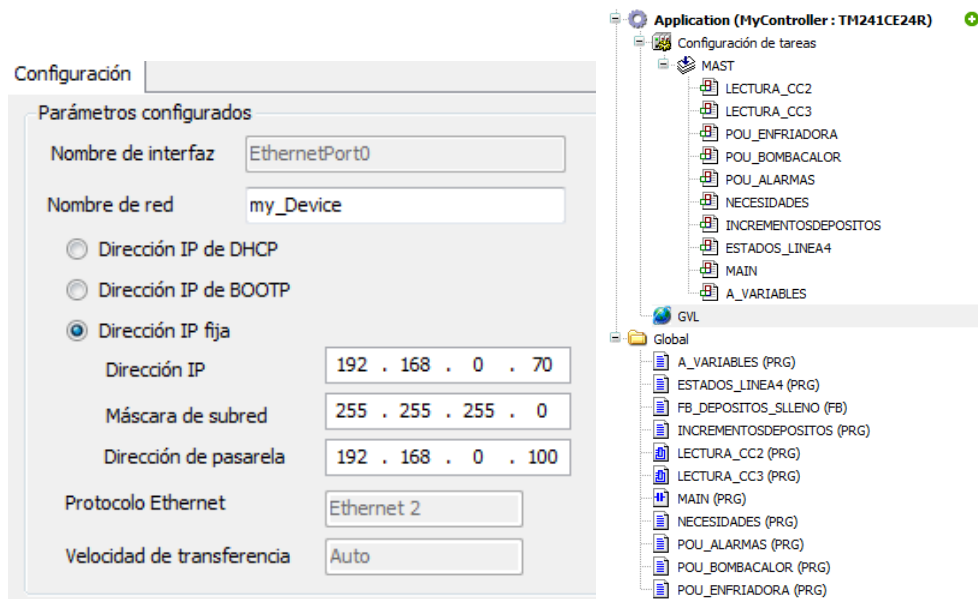 Configuración
Parámetros configurados
Nombre de interfaz EthernetPort0
Nombre de red my_Device
Dirección IP de DHCP
Dirección IP de BOOTP
Dirección IP fija
Dirección IP 192 . 168 . 0 . 70
Máscara de subred 255 . 255 . 255 . 0
Dirección de pasarela 192 . 168 . 0 . 100
Protocolo Ethernet Ethernet 2
Velocidad de transferencia Auto
Application (MyController : TM241CE24R)
Configuración de tareas
MAST
LECTURA_CC2
LECTURA_CC3
POU_ENFRIADORA
POU_BOMBACALOR
POU_ALARMAS
NECESIDADES
INCREMENTOSDEPOSITOS
ESTADOS_LINEA4
MAIN
A_VARIABLES
GVL
Global
A_VARIABLES (PRG)
ESTADOS_LINEA4 (PRG)
FB_DEPOSITOS_SLLENO (FB)
INCREMENTOSDEPOSITOS (PRG)
LECTURA_CC2 (PRG)
LECTURA_CC3 (PRG)
MAIN (PRG)
NECESIDADES (PRG)
POU_ALARMAS (PRG)
POU_BOMBACALOR (PRG)
POU_ENFRIADORA (PRG)